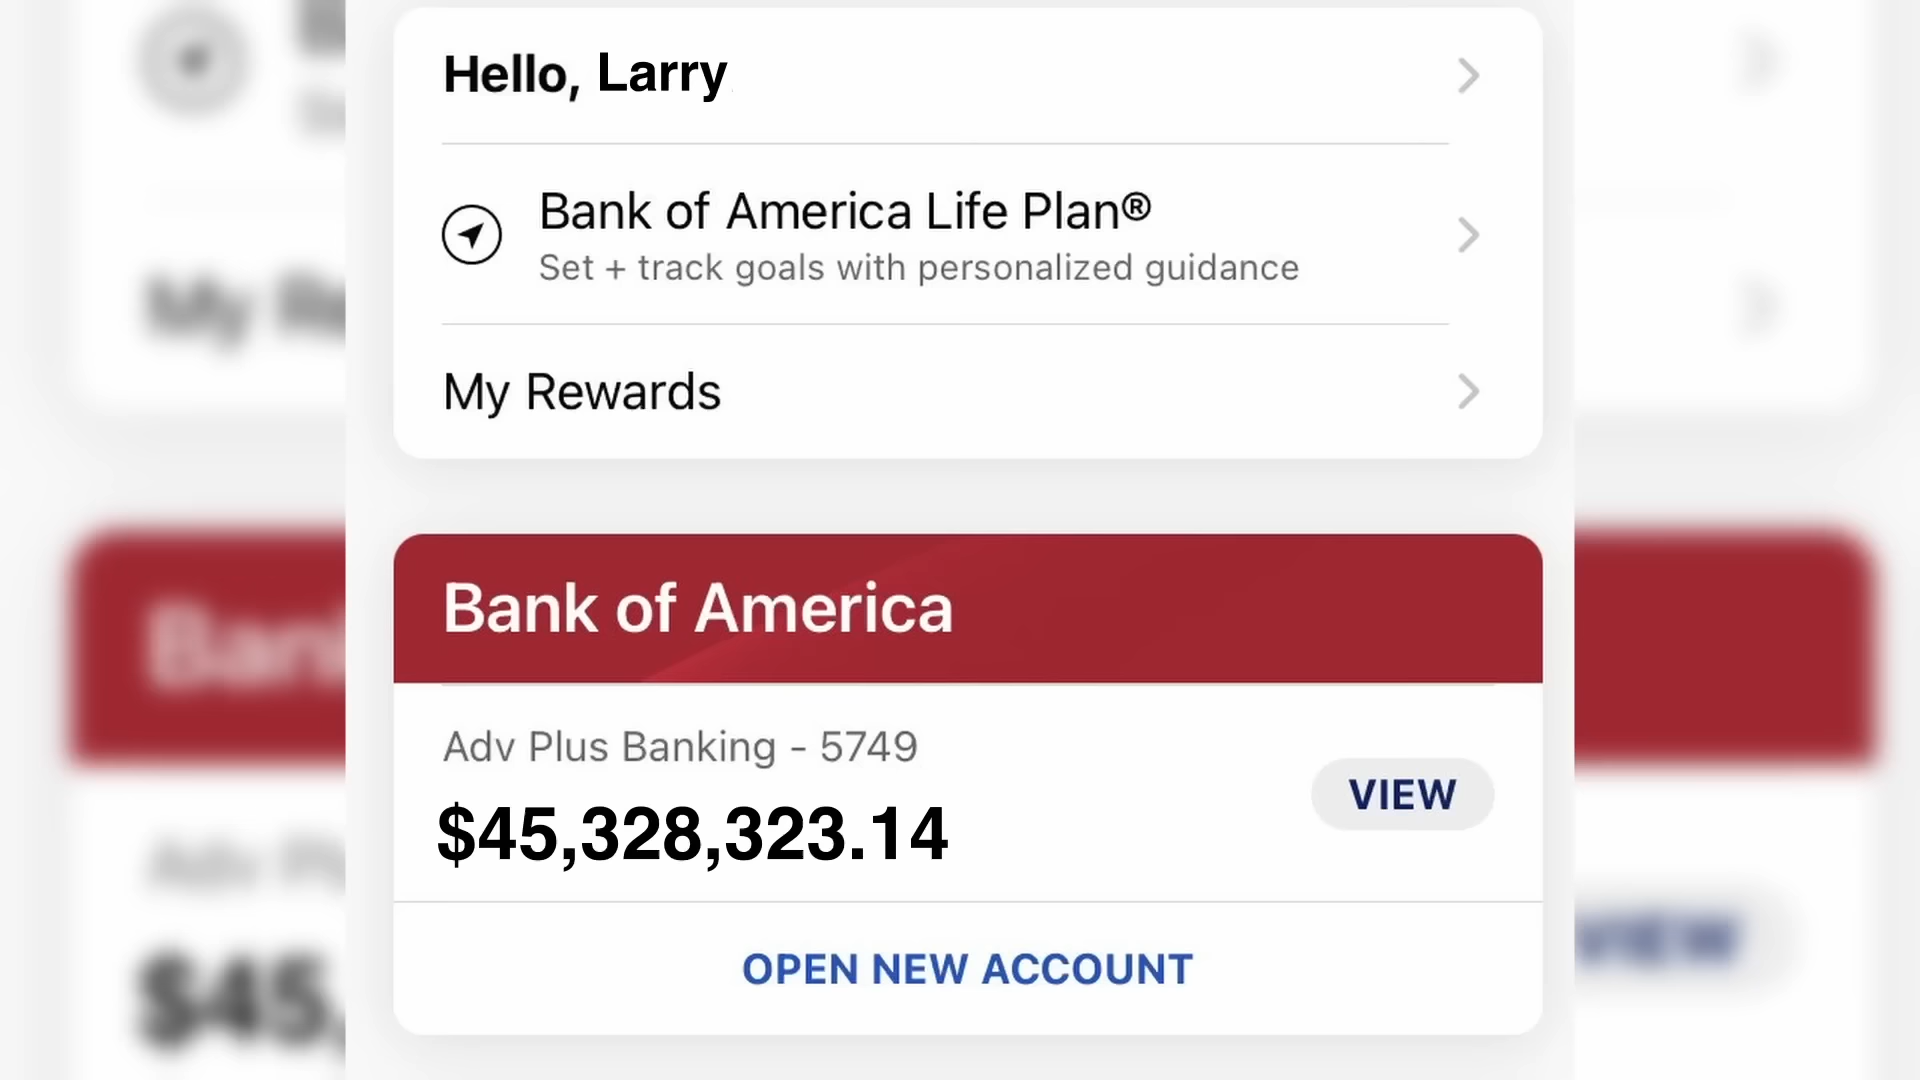 Hello, Larry
Bank of America Life Plan®
Set + track goals with personalized guidance
My Rewards
Bank of America
Adv Plus Banking - 5749
$45,328,323.14
VIEW
OPEN NEW ACCOUNT